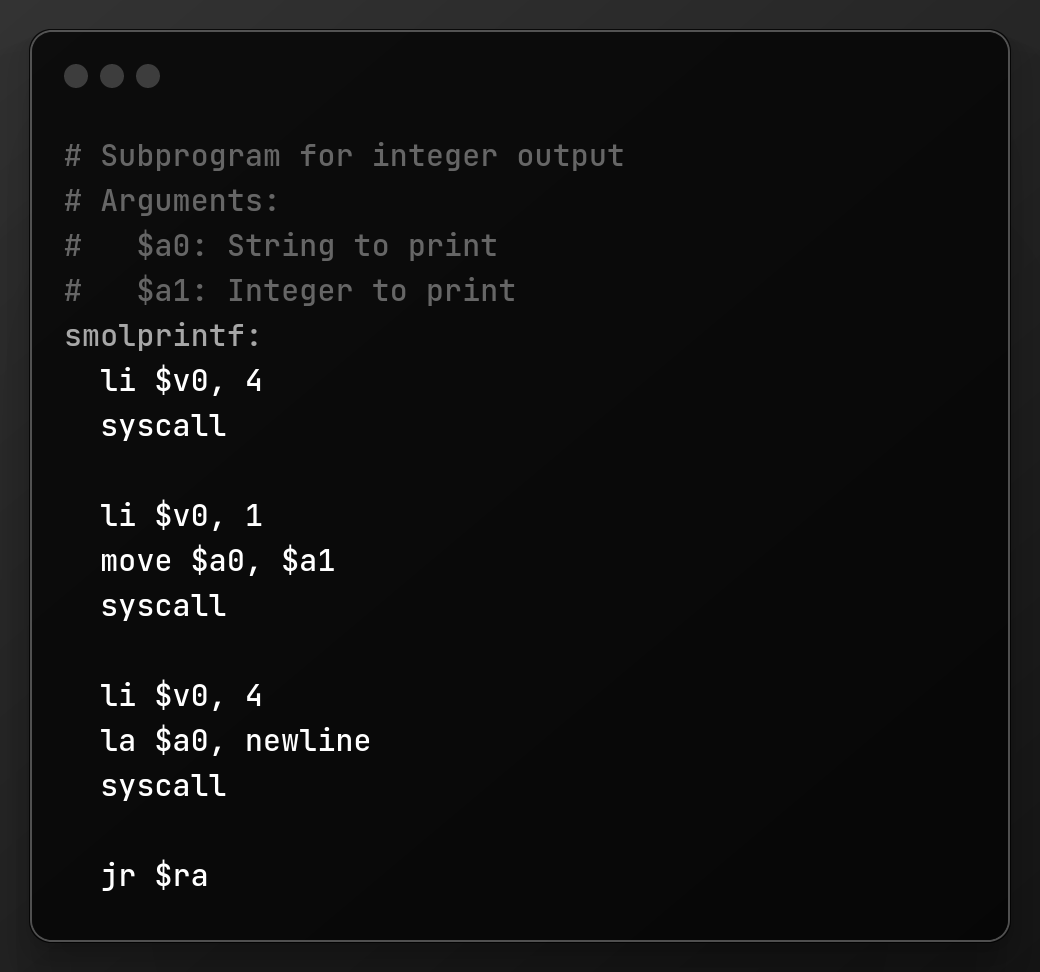 # Subprogram for integer output
# Arguments:
#   $a0: String to print
#   $a1: Integer to print
smolprintf:
  li $v0, 4
  syscall

  li $v0, 1
  move $a0, $a1
  syscall

  li $v0, 4
  la $a0, newline
  syscall

  jr $ra